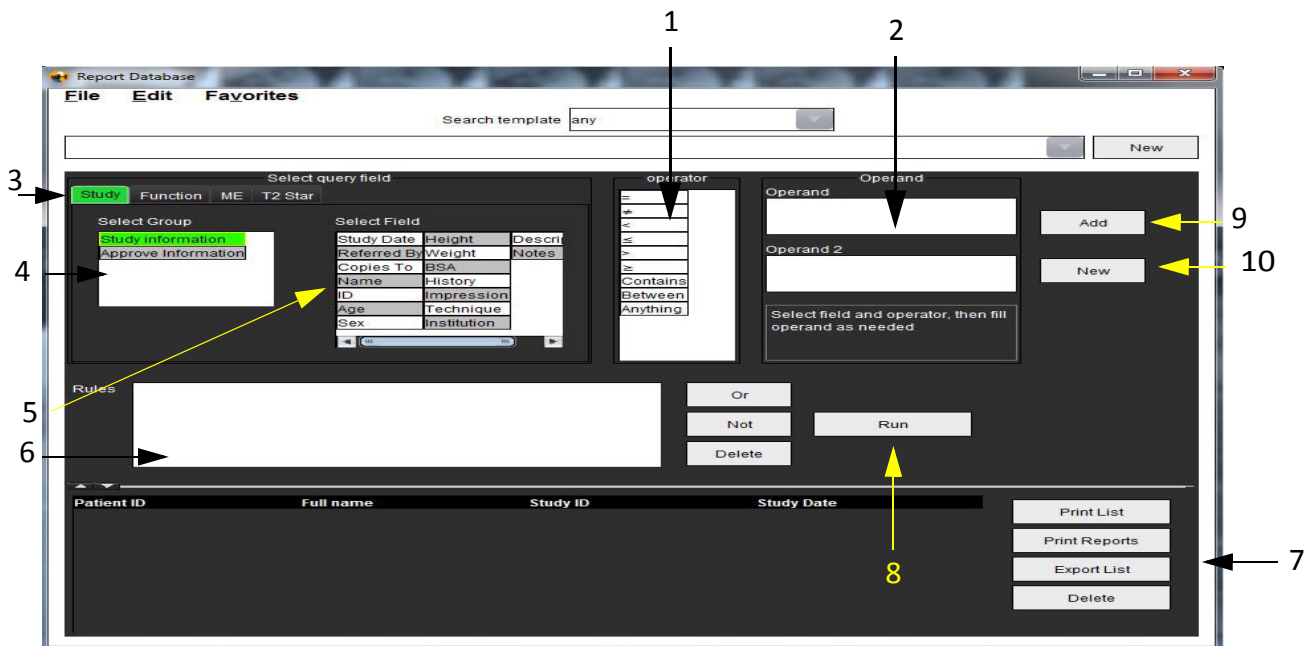 1
2
Report Database
File Edit Favorites
Search template any
New
3
Select query field
operator
Operand
Study Function ME T2 Star
Select Group
Study information
Approve Information
4
Select Field
Study Date Height Descri
Referred By Weight Notes
Copies To BSA
Name History
ID Impression
Age Technique
Sex Institution
5
=
≠
<
≤
>
≥
Contains
Between
Anything
Operand
Operand 2
Select field and operator, then fill
operand as needed
Add
9
New
10
Rules
6
Or
Not
Delete
Run
8
Patient ID Full name Study ID Study Date
Print List
Print Reports
Export List
Delete
7